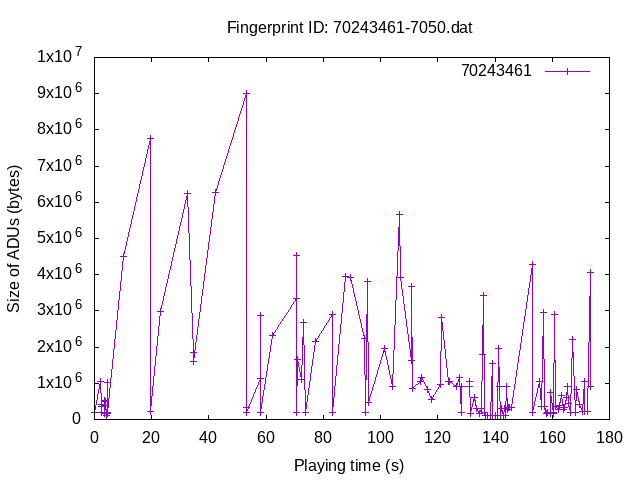 Fingerprint ID: 70243461-7050.dat
70243461
Size of ADUs (bytes)
1x10^7
9x10^6
8x10^6
7x10^6
6x10^6
5x10^6
4x10^6
3x10^6
2x10^6
1x10^6
0
0 20 40 60 80 100 120 140 160 180
Playing time (s)